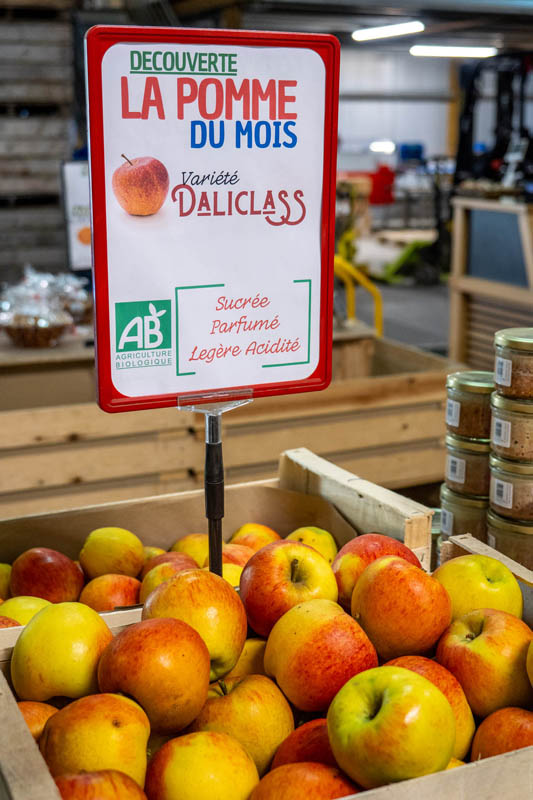 DECOUVERTE
LA POMME
DU MOIS
Variété
DALICLASS
Sucrée
Parfumé
Legère Acidité
AB
AGRICULTURE
BIOLOGIQUE